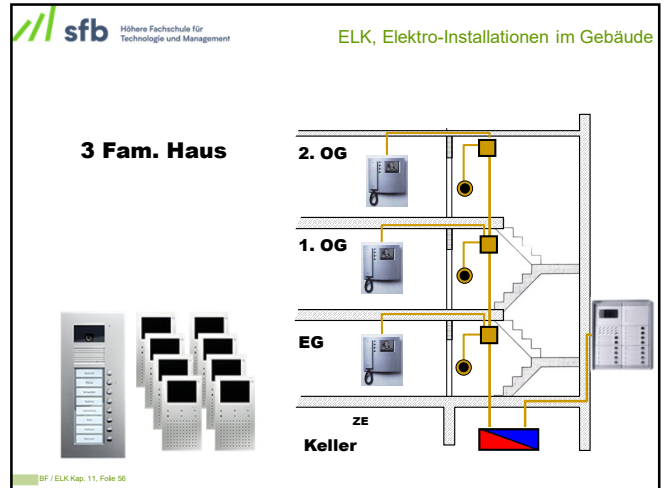 sfb
Höhere Fachschule für
Technologie und Management
ELK, Elektro-Installationen im Gebäude
3 Fam. Haus
2. OG
1. OG
EG
ZE
Keller
BF / ELK Kap. 11, Folie 56